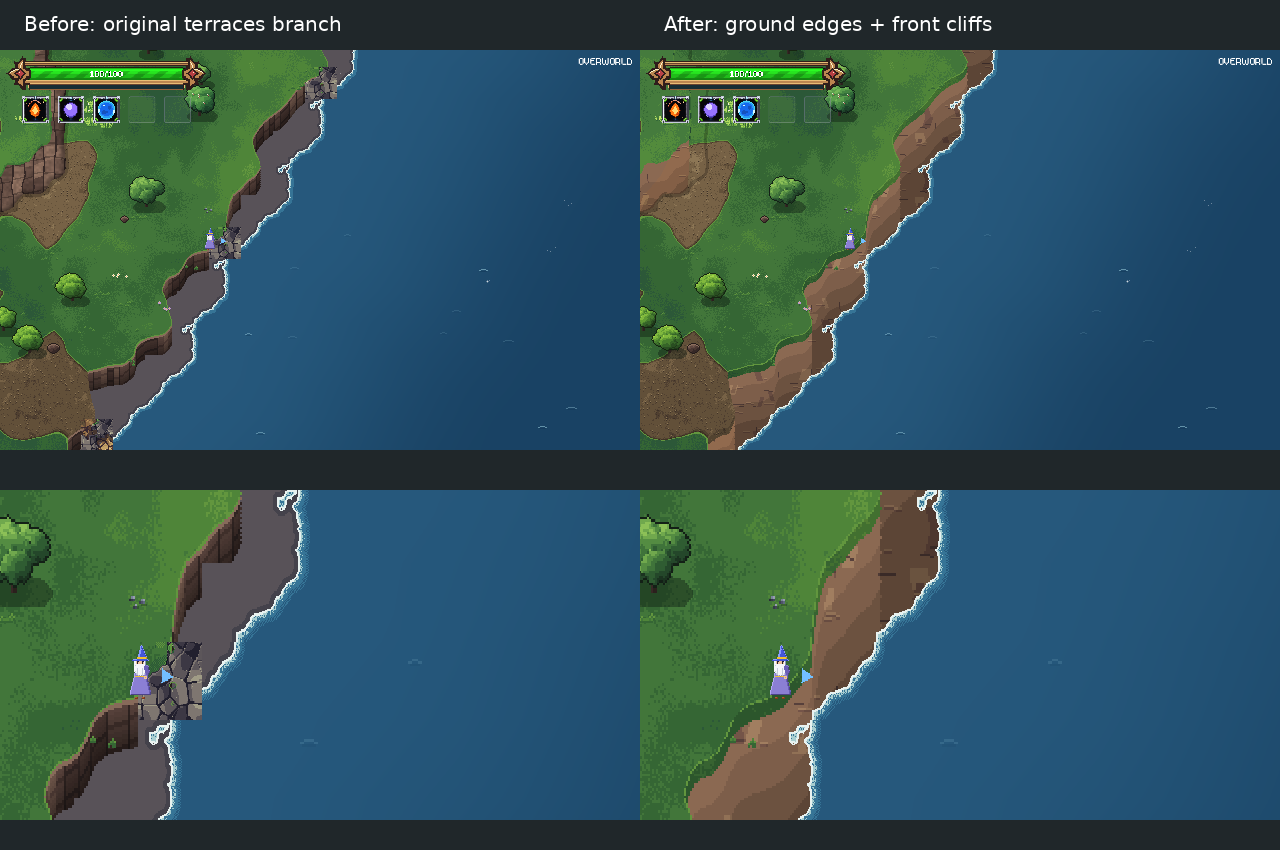 Before: original terraces branch
After: ground edges + front cliffs
100/100
OVERWORLD
100/100
OVERWORLD